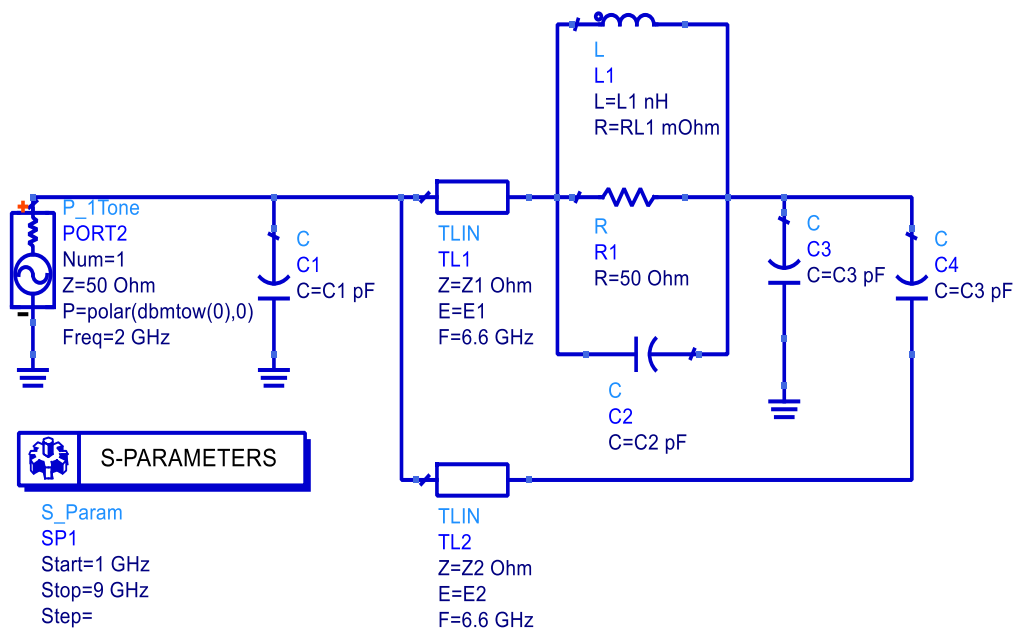 L
L1
L=L1 nH
R=RL1 mOhm
+
P_1Tone
PORT2
Num=1
Z=50 Ohm
P=polar(dbmtow(0),0)
Freq=2 GHz
-
C
C1
C=C1 pF
TLIN
TL1
Z=Z1 Ohm
E=E1
F=6.6 GHz
R
R1
R=50 Ohm
C
C3
C=C3 pF
C
C4
C=C3 pF
C
C2
C=C2 pF
S-PARAMETERS
S_Param
SP1
Start=1 GHz
Stop=9 GHz
Step=
TLIN
TL2
Z=Z2 Ohm
E=E2
F=6.6 GHz